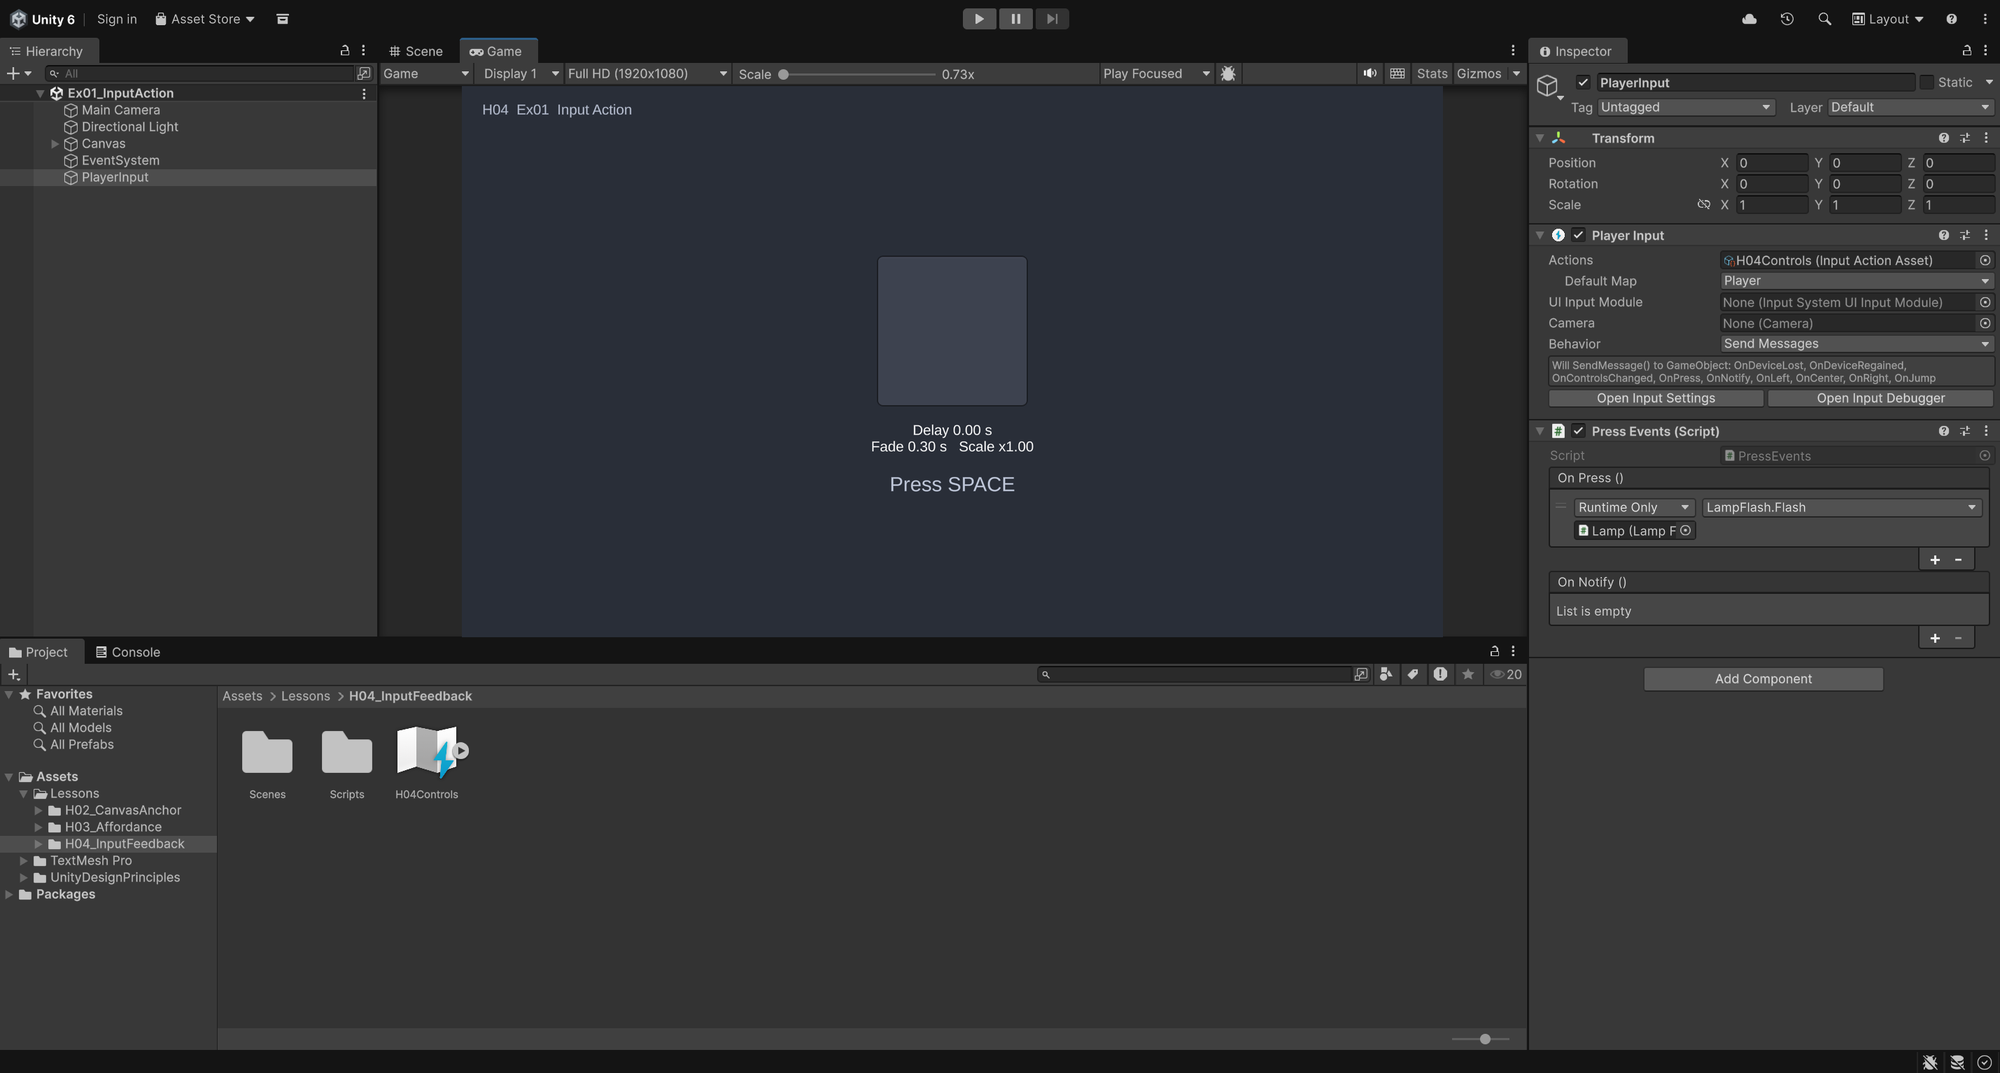 Unity 6 Sign in Asset Store Layout
Hierarchy
All
Ex01_InputAction
Main Camera
Directional Light
Canvas
EventSystem
PlayerInput
Scene Game
Game Display 1 Full HD (1920x1080) Scale 0.73x Play Focused Stats Gizmos
H04 Ex01 Input Action
Delay 0.00 s
Fade 0.30 s Scale x1.00
Press SPACE
Inspector
PlayerInput Static
Tag Untagged Layer Default
Transform
Position X 0 Y 0 Z 0
Rotation X 0 Y 0 Z 0
Scale X 1 Y 1 Z 1
Player Input
Actions H04Controls (Input Action Asset)
Default Map Player
UI Input Module None (Input System UI Input Module)
Camera None (Camera)
Behavior Send Messages
Will SendMessage() to GameObject: OnDeviceLost, OnDeviceRegained,
OnControlsChanged, OnPress, OnNotify, OnLeft, OnCenter, OnRight, OnJump
Open Input Settings Open Input Debugger
Press Events (Script)
Script PressEvents
On Press ()
Runtime Only LampFlash.Flash
Lamp (Lamp F
+ -
On Notify ()
List is empty
+ -
Add Component
Project Console
20
Favorites
All Materials
All Models
All Prefabs
Assets
Lessons
H02_CanvasAnchor
H03_Affordance
H04_InputFeedback
TextMesh Pro
UnityDesignPrinciples
Packages
Assets > Lessons > H04_InputFeedback
Scenes Scripts H04Controls